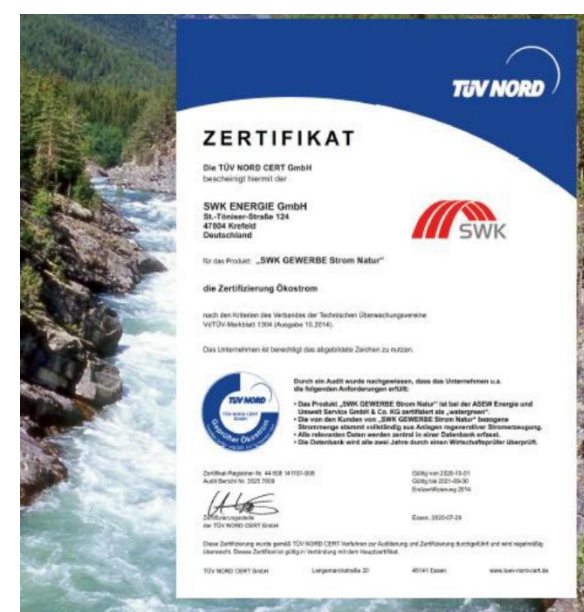 TÜV NORD
ZERTIFIKAT
Die TÜV NORD CERT GmbH
bescheinigt hiermit der
SWK ENERGIE GmbH
St.-Töniser-Straße 124
47804 Krefeld
Deutschland
SWK
für das Produkt: „SWK GEWERBE Strom Natur“
die Zertifizierung Ökostrom
nach den Kriterien des Verbandes der Technischen Überwachungsvereine
VdTÜV-Merkblatt 1304 (Ausgabe 10.2014).
Das Unternehmen ist berechtigt das abgebildete Zeichen zu nutzen.
TÜV NORD
TÜV NORD CERT
GmbH
Geprüfter Ökostrom
Durch ein Audit wurde nachgewiesen, dass das Unternehmen u.a.
die folgenden Anforderungen erfüllt:
• Das Produkt „SWK GEWERBE Strom Natur“ ist bei der ASEW Energie und
Umwelt Service GmbH & Co. KG zertifiziert als „watergreen“.
• Die von den Kunden von „SWK GEWERBE Strom Natur“ bezogene
Strommenge stammt vollständig aus Anlagen regenerativer Stromerzeugung.
• Alle relevanten Daten werden zentral in einer Datenbank erfasst.
• Die Datenbank wird alle zwei Jahre durch einen Wirtschaftsprüfer überprüft.
Zertifikat-Registrier-Nr. 44 808
Audit Bericht Nr. 3525 7009
Gültig von 2020-10-01
Gültig bis 2021-09-30
Erstzertifizierung 2014
Zertifizierungsstelle
der TÜV NORD CERT GmbH
Essen, 2020-07-28
Diese Zertifizierung wurde gemäß TÜV NORD CERT-Verfahren zur Auditierung und Zertifizierung durchgeführt und wird regelmäßig
überwacht. Dieses Zertifikat ist gültig in Verbindung mit dem Hauptzertifikat.
TÜV NORD CERT GmbH Langemarckstraße 20 45141 Essen www.tuev-nord-cert.de